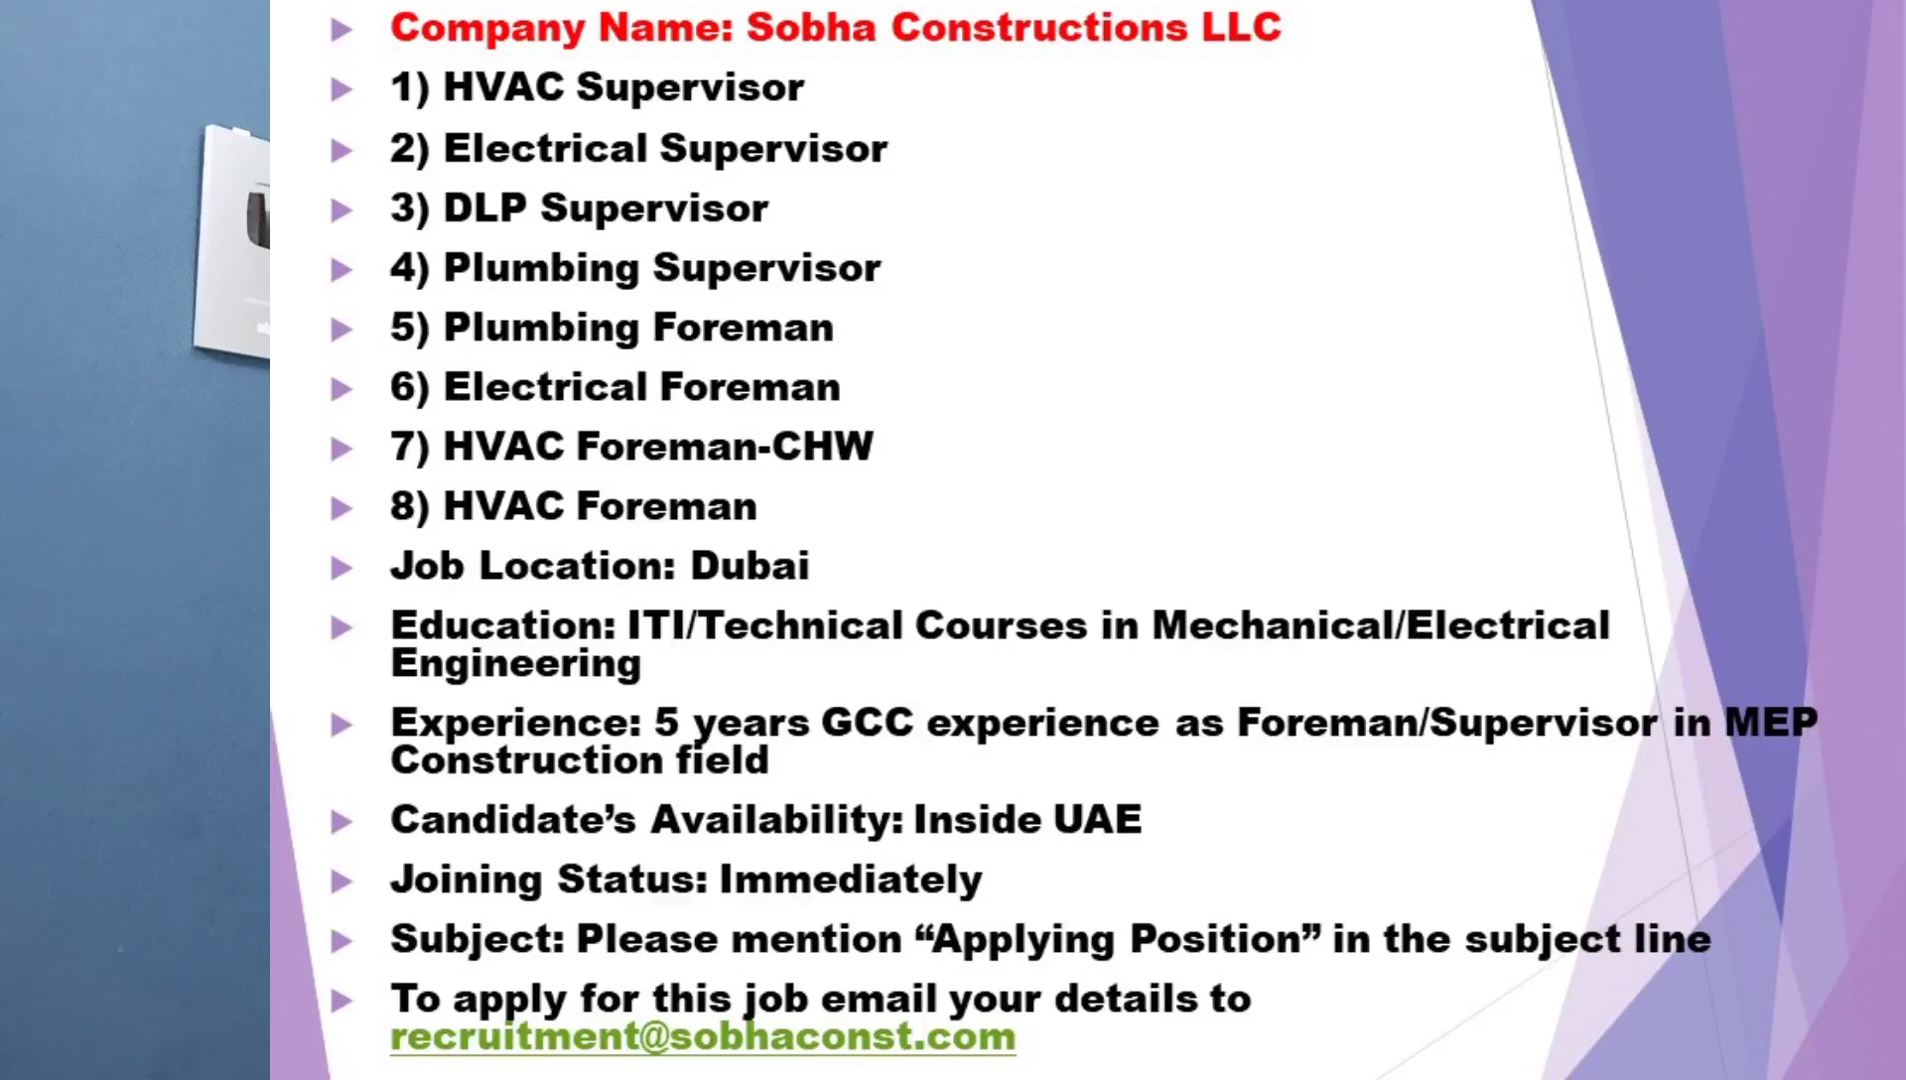 Company Name: Sobha Constructions LLC
1) HVAC Supervisor
2) Electrical Supervisor
3) DLP Supervisor
4) Plumbing Supervisor
5) Plumbing Foreman
6) Electrical Foreman
7) HVAC Foreman-CHW
8) HVAC Foreman
Job Location: Dubai
Education: ITI/Technical Courses in Mechanical/Electrical
Engineering
Experience: 5 years GCC experience as Foreman/Supervisor in MEP
Construction field
Candidate’s Availability: Inside UAE
Joining Status: Immediately
Subject: Please mention “Applying Position” in the subject line
To apply for this job email your details to
recruitment@sobhaconst.com